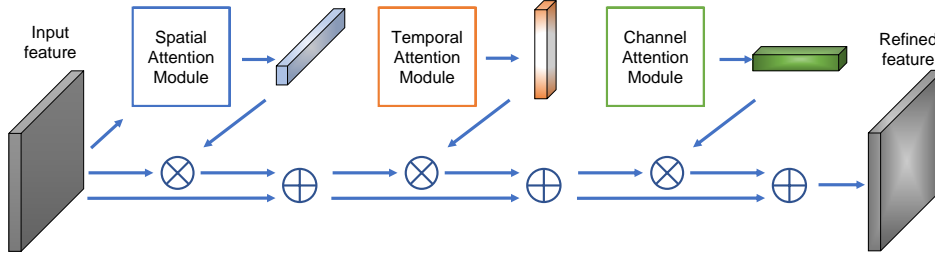 Input
feature
Spatial
Attention
Module
Temporal
Attention
Module
Channel
Attention
Module
Refined
feature